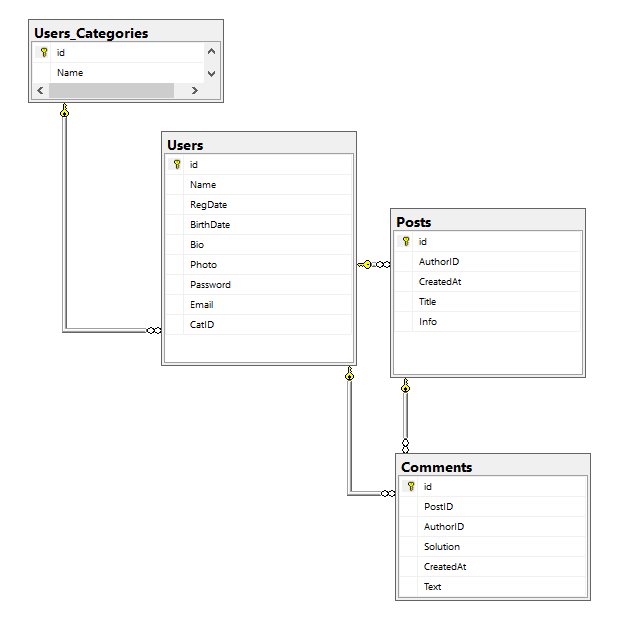 Users_Categories
id
Name
Users
id
Name
RegDate
BirthDate
Bio
Photo
Password
Email
CatID
Posts
id
AuthorID
CreatedAt
Title
Info
Comments
id
PostID
AuthorID
Solution
CreatedAt
Text